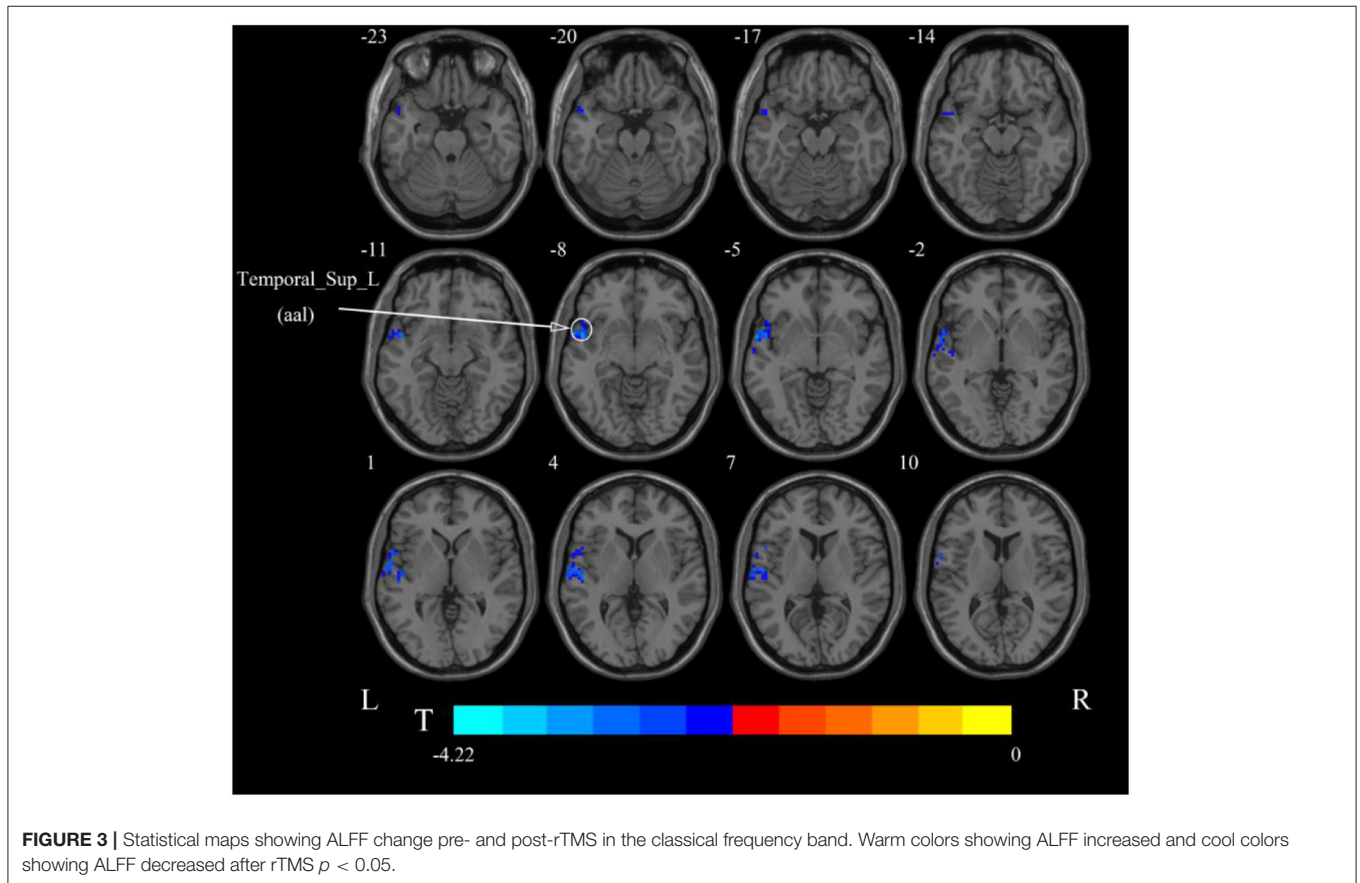 -23 -20 -17 -14
-11 -8 -5 -2
Temporal_Sup_L
(aal)
1 4 7 10
L R
T
-4.22 0
FIGURE 3 | Statistical maps showing ALFF change pre- and post-rTMS in the classical frequency band. Warm colors showing ALFF increased and cool colors
showing ALFF decreased after rTMS p < 0.05.